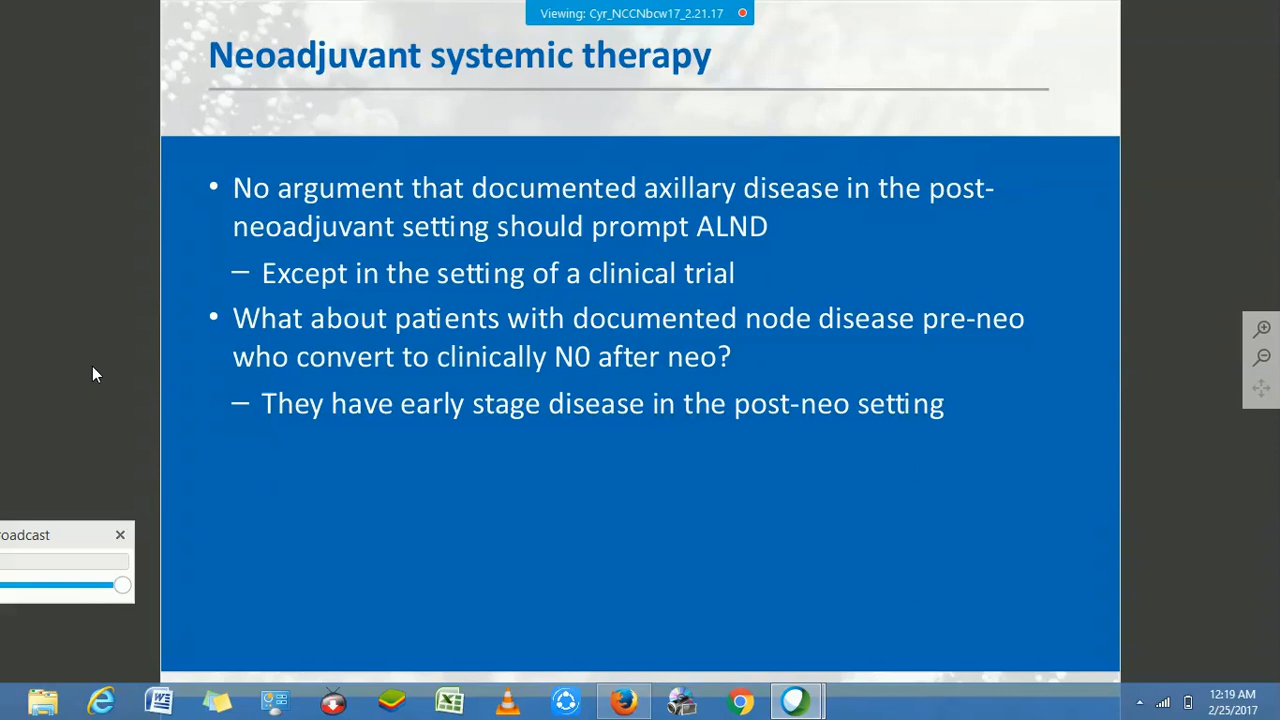 Viewing: Cyr_NCCNbcw17_2.21.17
Neoadjuvant systemic therapy
• No argument that documented axillary disease in the post-
neoadjuvant setting should prompt ALND
– Except in the setting of a clinical trial
• What about patients with documented node disease pre-neo
who convert to clinically N0 after neo?
– They have early stage disease in the post-neo setting
roadcast
12:19 AM
2/25/2017